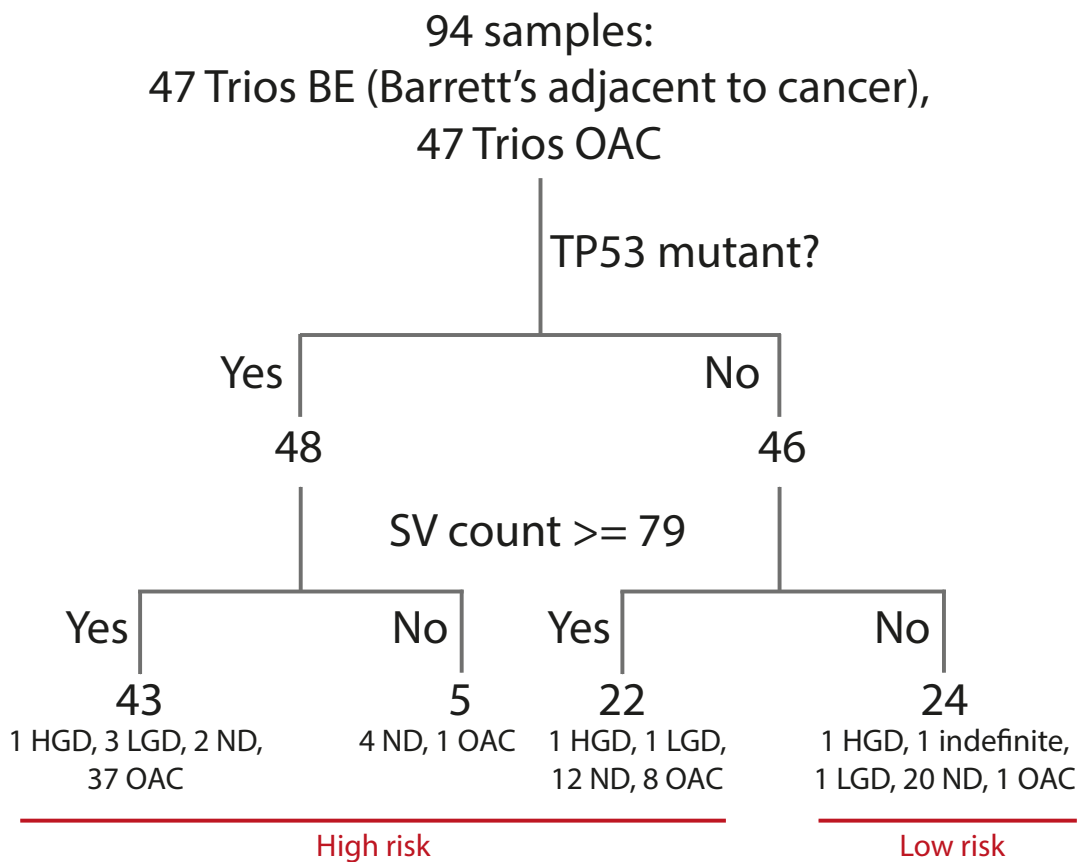 94 samples:
47 Trios BE (Barrett's adjacent to cancer),
47 Trios OAC
TP53 mutant?
Yes
No
48
46
SV count >= 79
Yes
No
Yes
No
43
5
22
24
1 HGD, 3 LGD, 2 ND,
37 OAC
4 ND, 1 OAC
1 HGD, 1 LGD,
12 ND, 8 OAC
1 HGD, 1 indefinite,
1 LGD, 20 ND, 1 OAC
High risk
Low risk